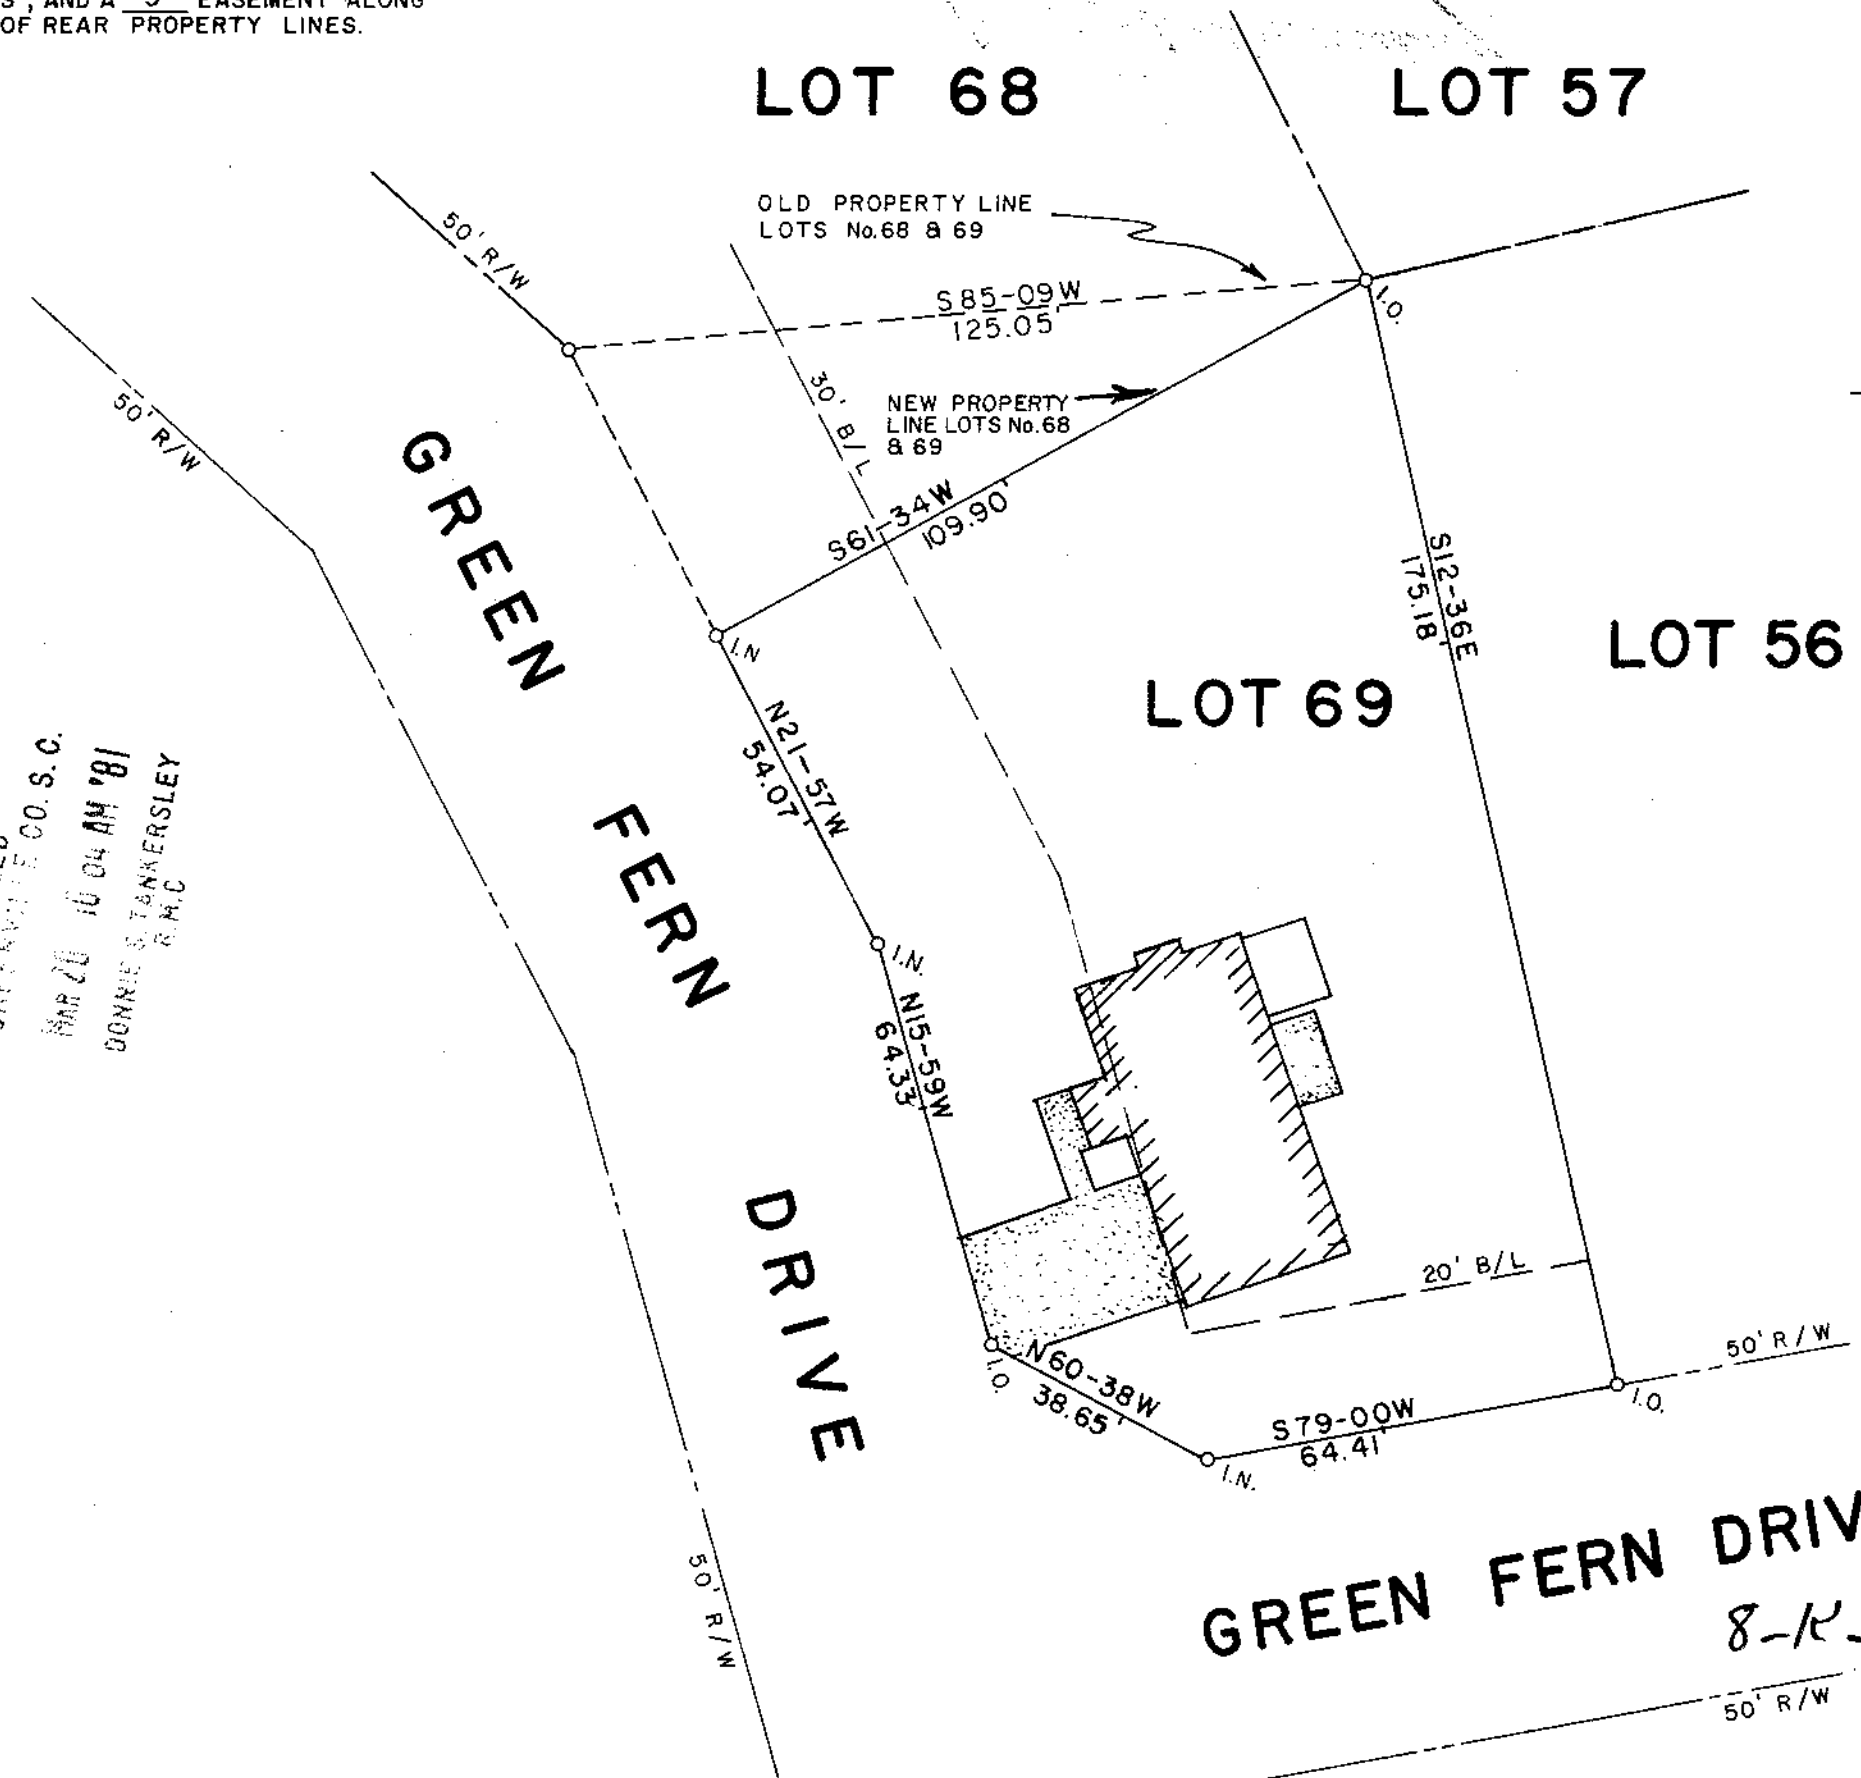 EASEMENT ALONG
OF REAR PROPERTY LINES.
LOT 68
LOT 57
OLD PROPERTY LINE
LOTS No.68 & 69
50' R/W
S85-09W
125.05'
I.O.
50' R/W
30' B/L
NEW PROPERTY
LINE LOTS No.68
& 69
S61-34W
109.90'
S12-36E
175.18'
LOT 56
LOT 69
I.N
N21-57W
54.07'
GREEN FERN DRIVE
CO. S. C.
MAR 20 10 04 AM '81
DONNIE S. TANKERSLEY
R.M.C
I.N.
N15-59W
64.33'
20' B/L
50' R/W
I.O.
N60-38W
38.65'
S79-00W
64.41'
I.O.
I.N.
GREEN FERN DRIV
50' R/W
50' R/W